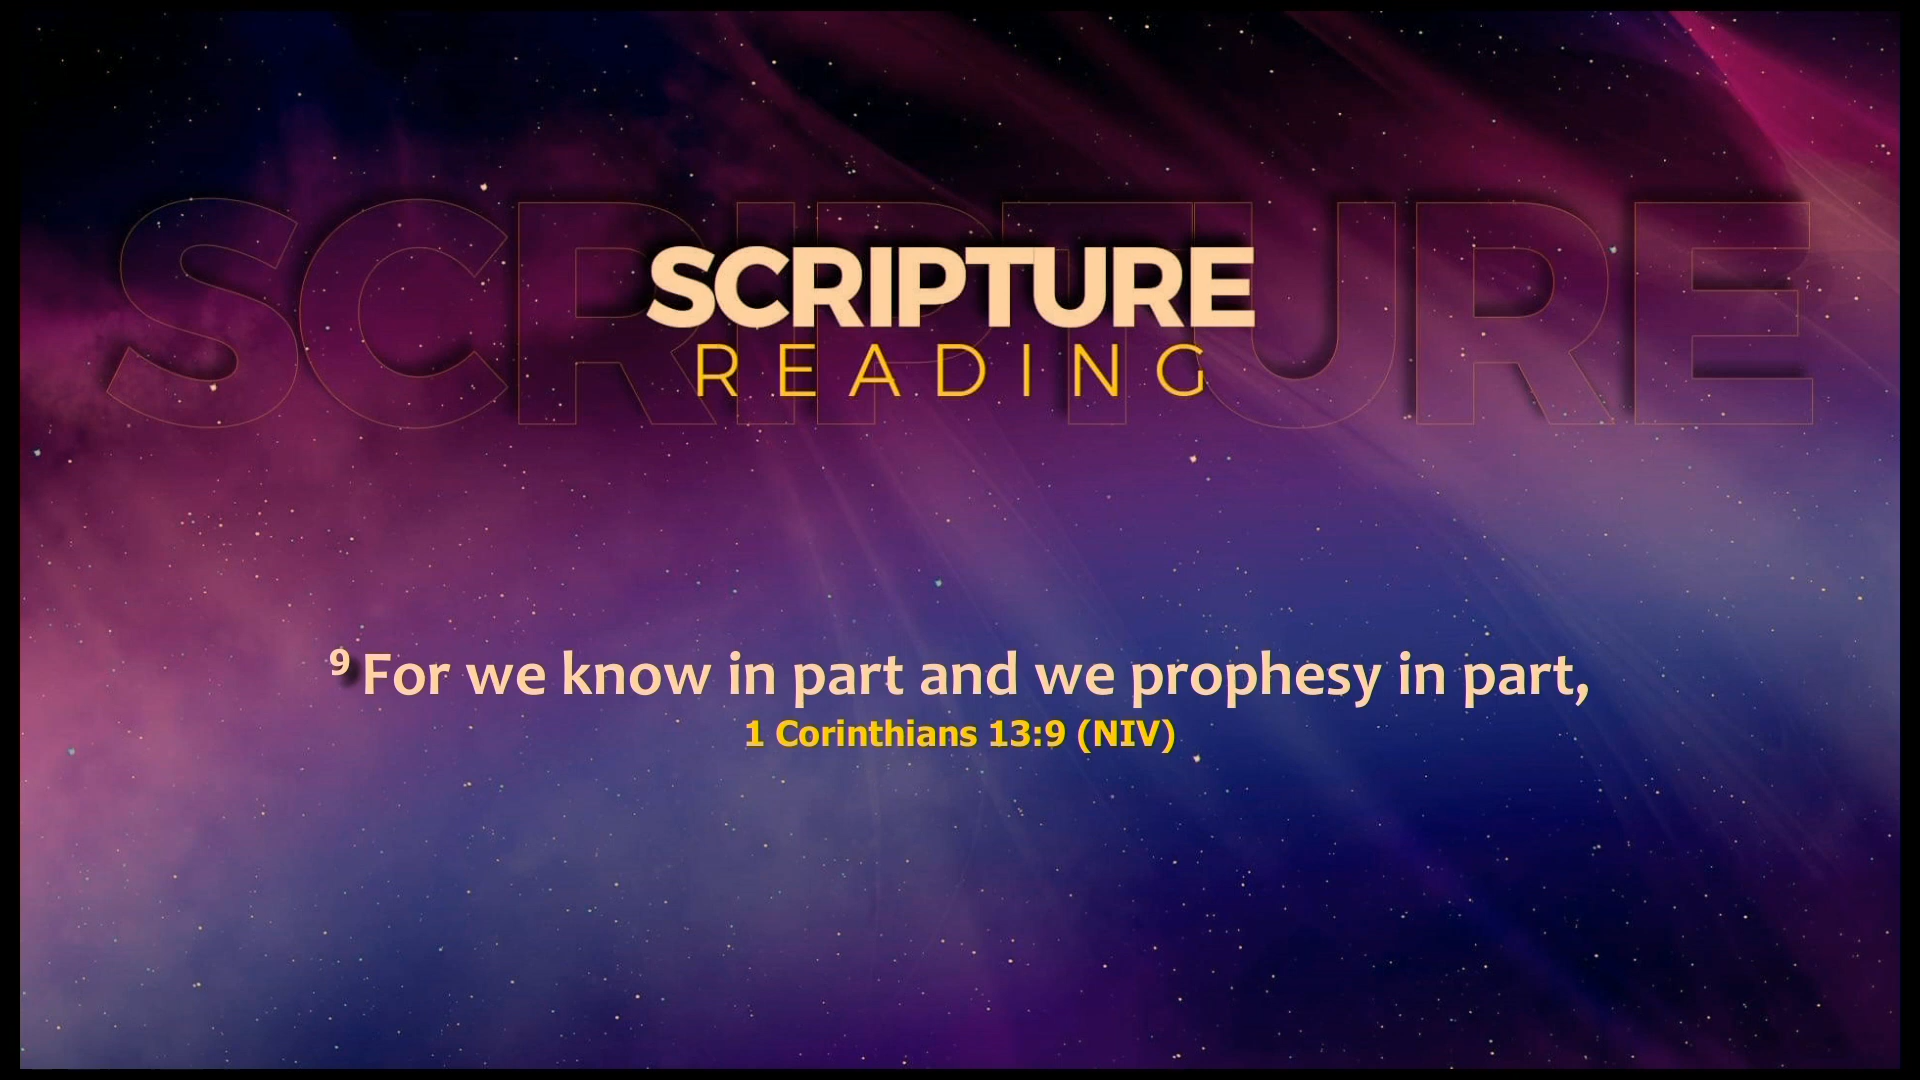 SCRIPTURE
SCRIPTURE
READING
⁹ For we know in part and we prophesy in part,
1 Corinthians 13:9 (NIV)